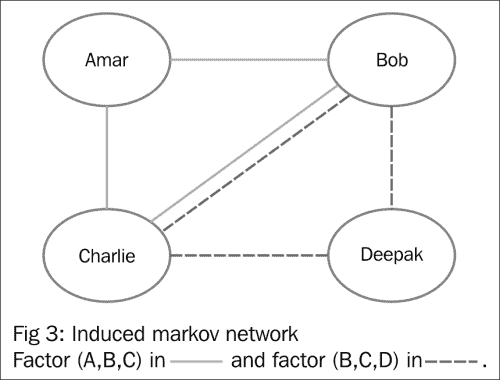 Amar
Bob
Charlie
Deepak
Fig 3: Induced markov network
Factor (A,B,C) in and factor (B,C,D) in .